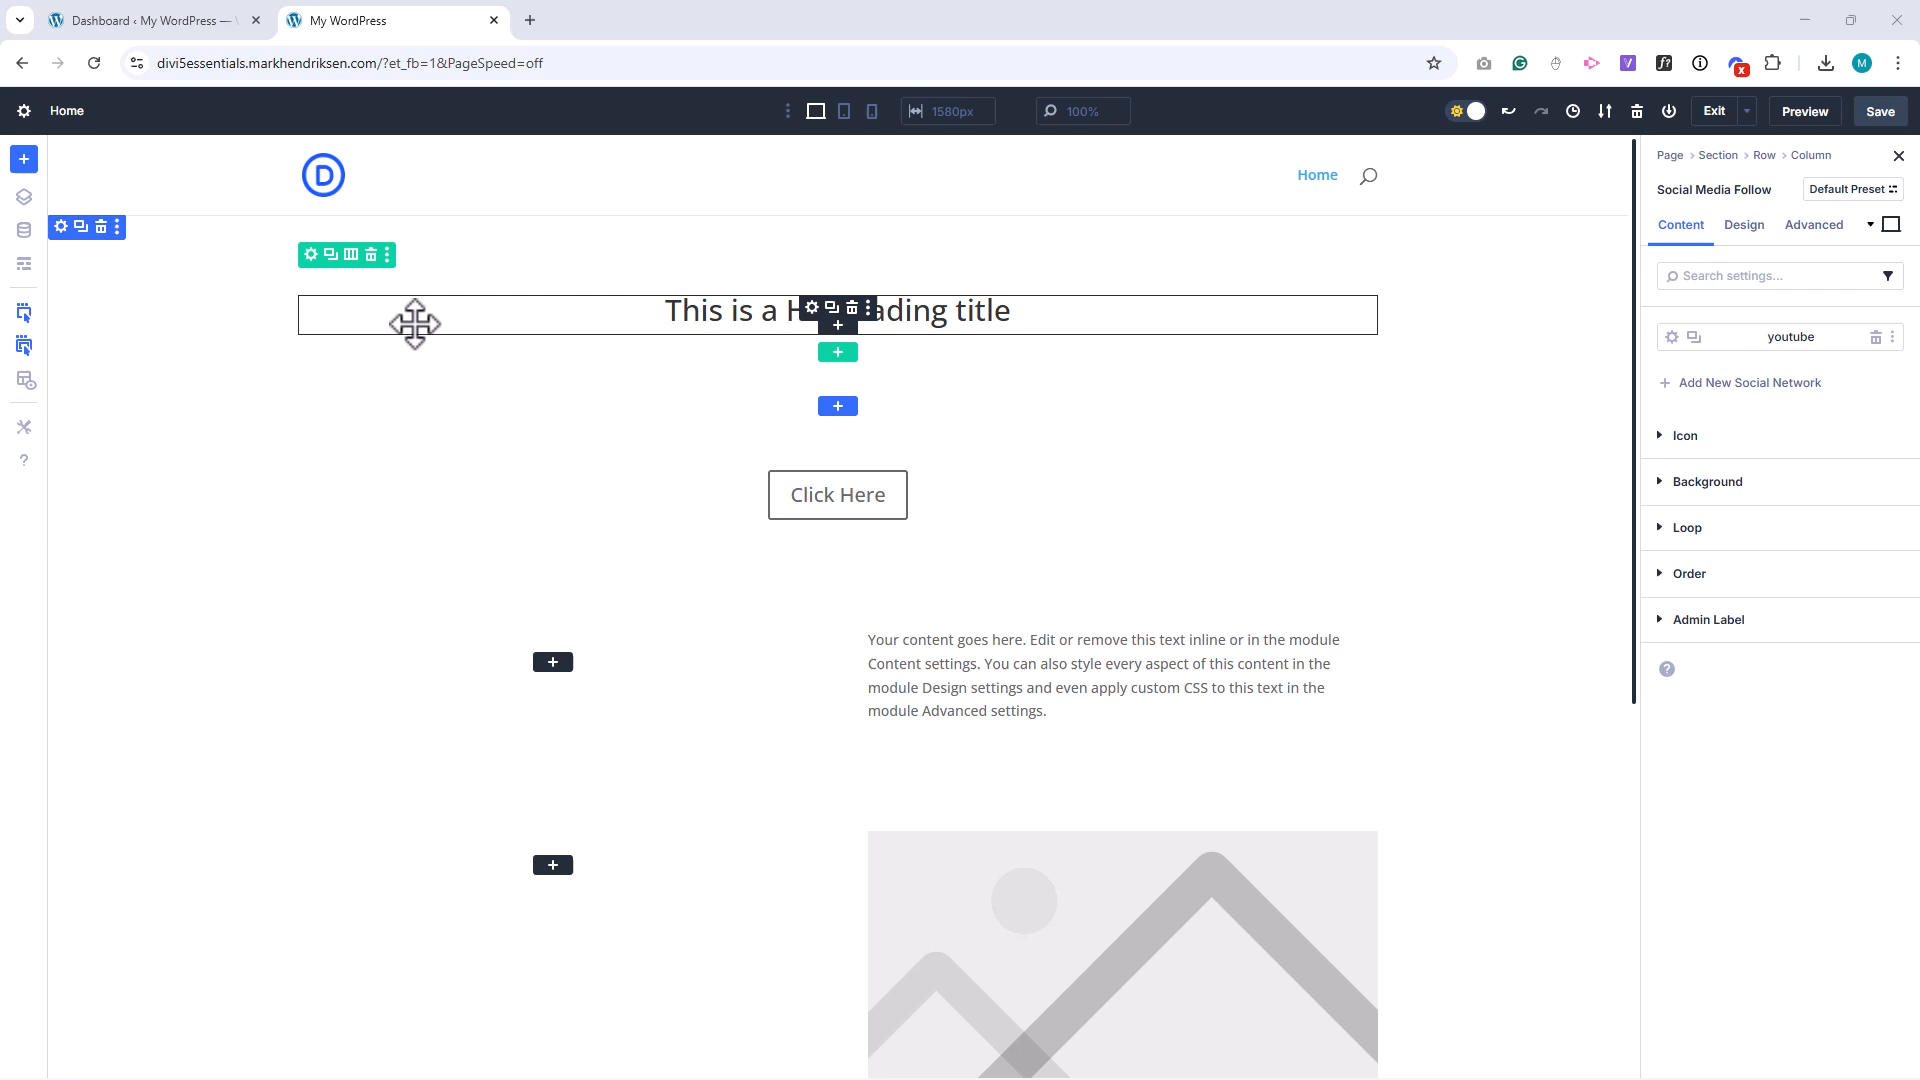 Dashboard ‹ My WordPress —
My WordPress
divi5essentials.markhendriksen.com/?et_fb=1&PageSpeed=off
Home
1580px
100%
Exit
Preview
Save
Page > Section > Row > Column
Social Media Follow
Default Preset
Content
Design
Advanced
Search settings...
youtube
+ Add New Social Network
Icon
Background
Loop
Order
Admin Label
D
Home
This is a H ading title
Click Here
Your content goes here. Edit or remove this text inline or in the module
Content settings. You can also style every aspect of this content in the
module Design settings and even apply custom CSS to this text in the
module Advanced settings.